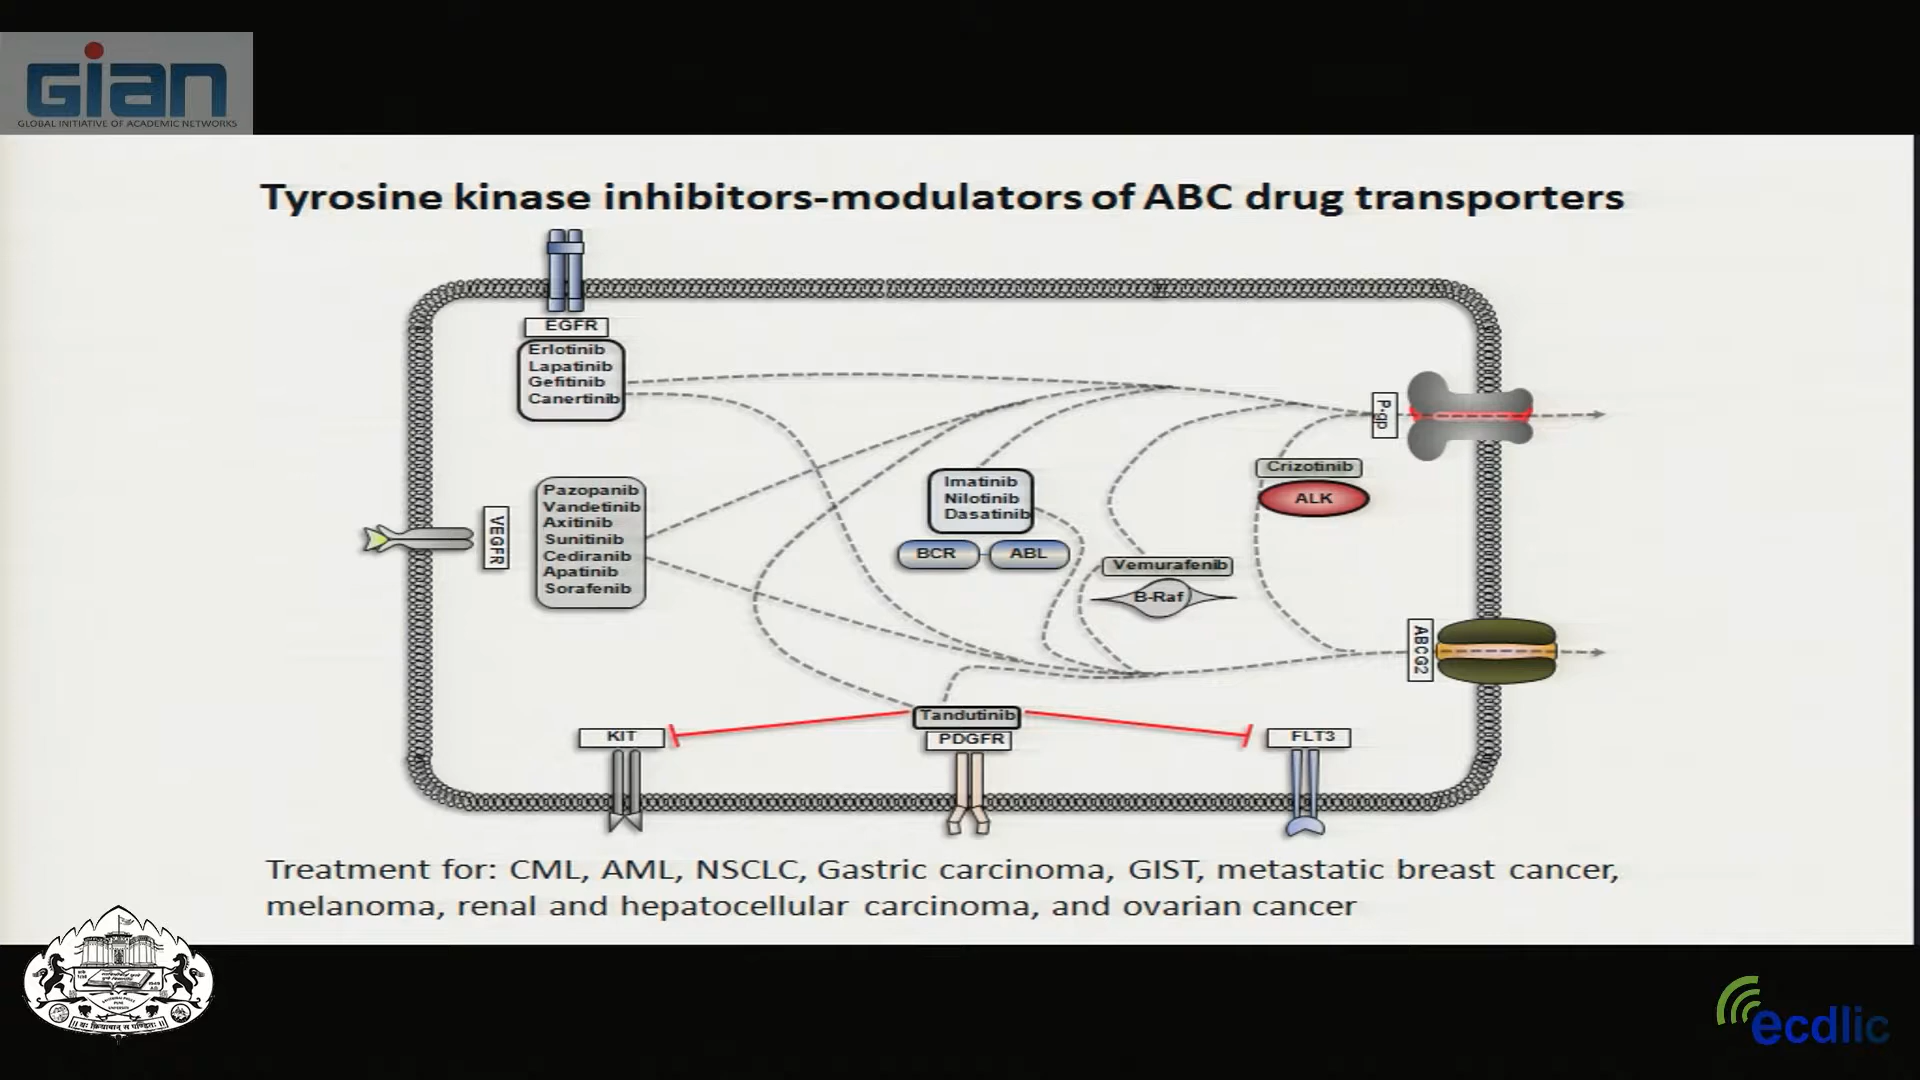 Gian
GLOBAL INITIATIVE OF ACADEMIC NETWORKS
Tyrosine kinase inhibitors-modulators of ABC drug transporters
EGFR
Erlotinib
Lapatinib
Gefitinib
Canertinib
P-gp
Crizotinib
ALK
Imatinib
Nilotinib
Dasatinib
BCR
ABL
VEGFR
Pazopanib
Vandetinib
Axitinib
Sunitinib
Cediranib
Apatinib
Sorafenib
Vemurafenib
B-Raf
ABCG2
Tandutinib
KIT
PDGFR
FLT3
Treatment for: CML, AML, NSCLC, Gastric carcinoma, GIST, metastatic breast cancer,
melanoma, renal and hepatocellular carcinoma, and ovarian cancer
ecdlic